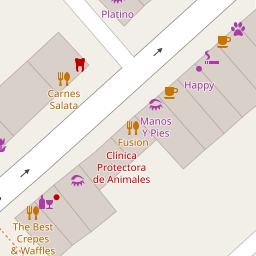 Platino
Carnes
Salata
Happy
Manos
Y Pies
Fusion
Clínica
Protectora
de Animales
The Best
Crepes
& Waffles